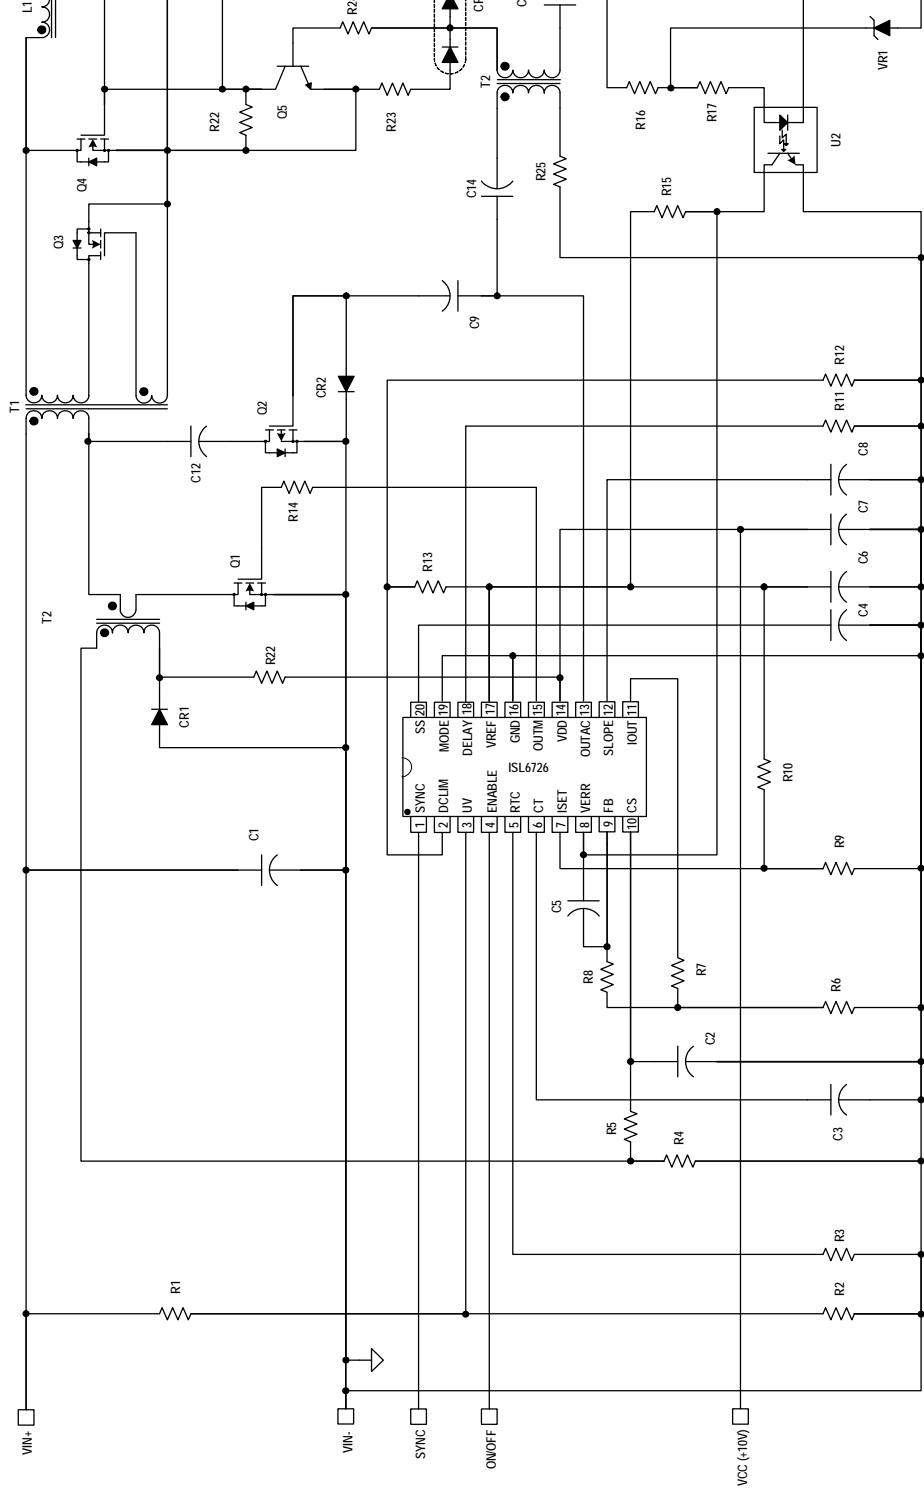 L1
R2
CR
C
R22
Q5
R23
T2
R16
R17
VR1
U2
Q4
C14
R25
R15
Q3
C9
T1
Q2
CR2
R12
R11
C12
C8
R14
C7
Q1
R13
C6
T2
C4
R22
CR1
SS 20
MODE 19
DELAY 18
VREF 17
GND 16
OUTM 15
VDD 14
OUTAC 13
SLOPE 12
IOUT 11
ISL6726
1 SYNC
2 DCLIM
3 UV
4 ENABLE
5 RTC
6 CT
7 ISET
8 VERR
9 FB
10 CS
R10
C1
R9
C5
R8
R7
R6
C2
C3
R5
R4
R3
R1
R2
VIN+
VIN-
SYNC
ON/OFF
VCC (+10V)